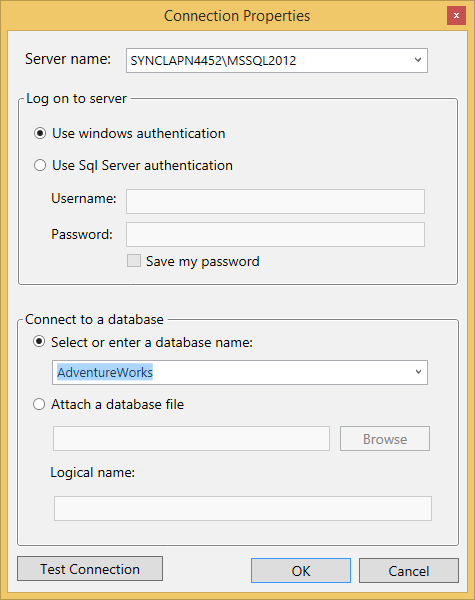 Connection Properties
x
Server name: SYNCLAPN4452\MSSQL2012
Log on to server
Use windows authentication
Use Sql Server authentication
Username:
Password:
Save my password
Connect to a database
Select or enter a database name:
AdventureWorks
Attach a database file
Browse
Logical name:
Test Connection OK Cancel